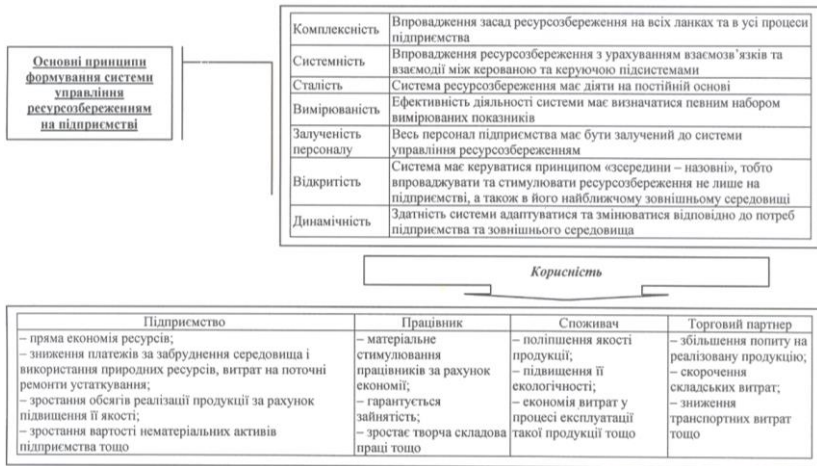 Основні принципи
формування системи
управління
ресурсозбереженням
на підприємстві
Комплексність
Впровадження засад ресурсозбереження на всіх ланках та в усі процеси
підприємства
Системність
Впровадження ресурсозбереження з урахуванням взаємозв’язків та
взаємодії між керованою та керуючою підсистемами
Сталість
Система ресурсозбереження має діяти на постійній основі
Вимірюваність
Ефективність діяльності системи має визначатися певним набором
вимірюваних показників
Залученість
персоналу
Весь персонал підприємства має бути залучений до системи
управління ресурсозбереженням
Відкритість
Система має керуватися принципом «зсередини – назовні», тобто
впроваджувати та стимулювати ресурсозбереження не лише на
підприємстві, а також в його найближчому зовнішньому середовищі
Динамічність
Здатність системи адаптуватися та змінюватися відповідно до потреб
підприємства та зовнішнього середовища
Корисність
Підприємство
– пряма економія ресурсів;
– зниження платежів за забруднення середовища і
використання природних ресурсів, витрат на поточні
ремонти устаткування;
– зростання обсягів реалізації продукції за рахунок
підвищення її якості;
– зростання вартості нематеріальних активів
підприємства тощо
Працівник
– матеріальне
стимулювання
працівників за рахунок
економії;
– гарантується
зайнятість;
– зростає творча складова
праці тощо
Споживач
– поліпшення якості
продукції;
– підвищення її
екологічності;
– економія витрат у
процесі експлуатації
такої продукції тощо
Торговий партнер
– збільшення попиту на
реалізовану продукцію;
– скорочення
складських витрат;
– зниження
транспортних витрат
тощо